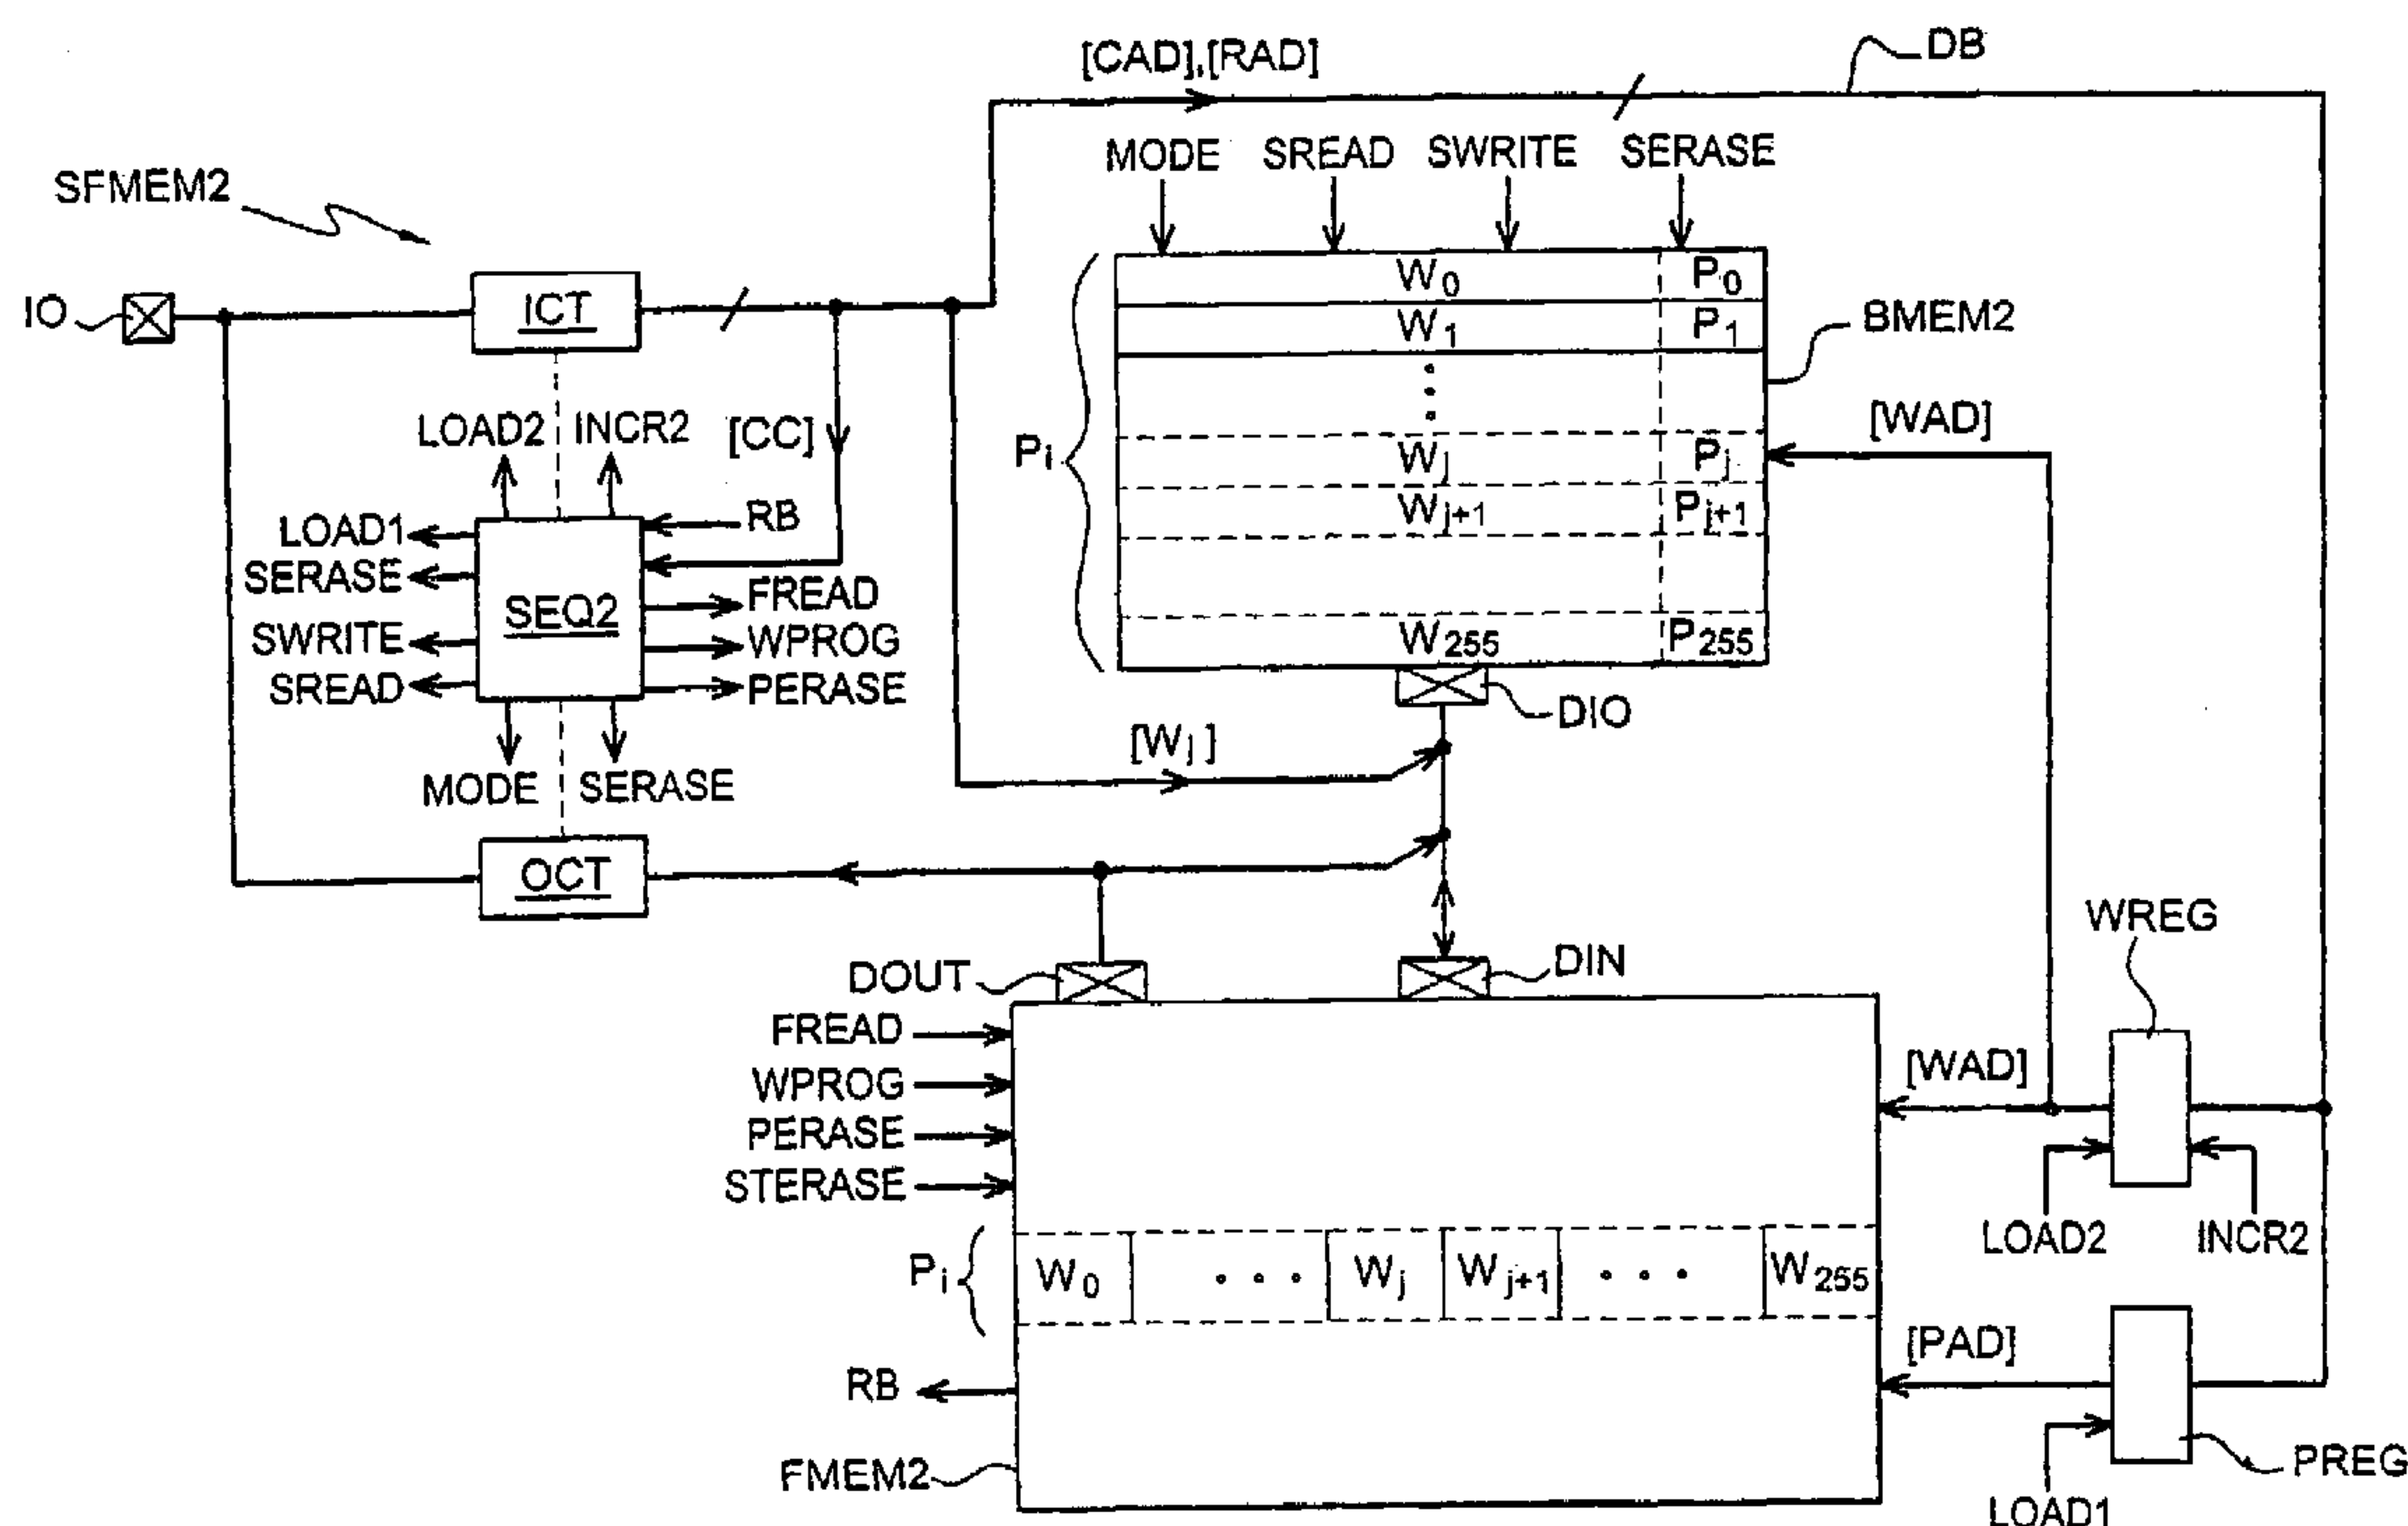 [CAD],[RAD]
DB
MODE SREAD SWRITE SERASE
SFMEM2
IO
ICT
W0 P0
W1 P1
BMEM2
[WAD]
Pi
Wj Pj
Wj+1 Pj+1
W255 P255
LOAD2 INCR2 [CC]
RB
LOAD1
SERASE
SEQ2
FREAD
SWRITE
WPROG
SREAD
PERASE
MODE SERASE
DIO
[Wj]
OCT
WREG
DOUT
DIN
FREAD
WPROG
PERASE
STERASE
[WAD]
LOAD2 INCR2
Pi
W0 • • • Wj Wj+1 • • • W255
[PAD]
RB
FMEM2
PREG
LOAD1